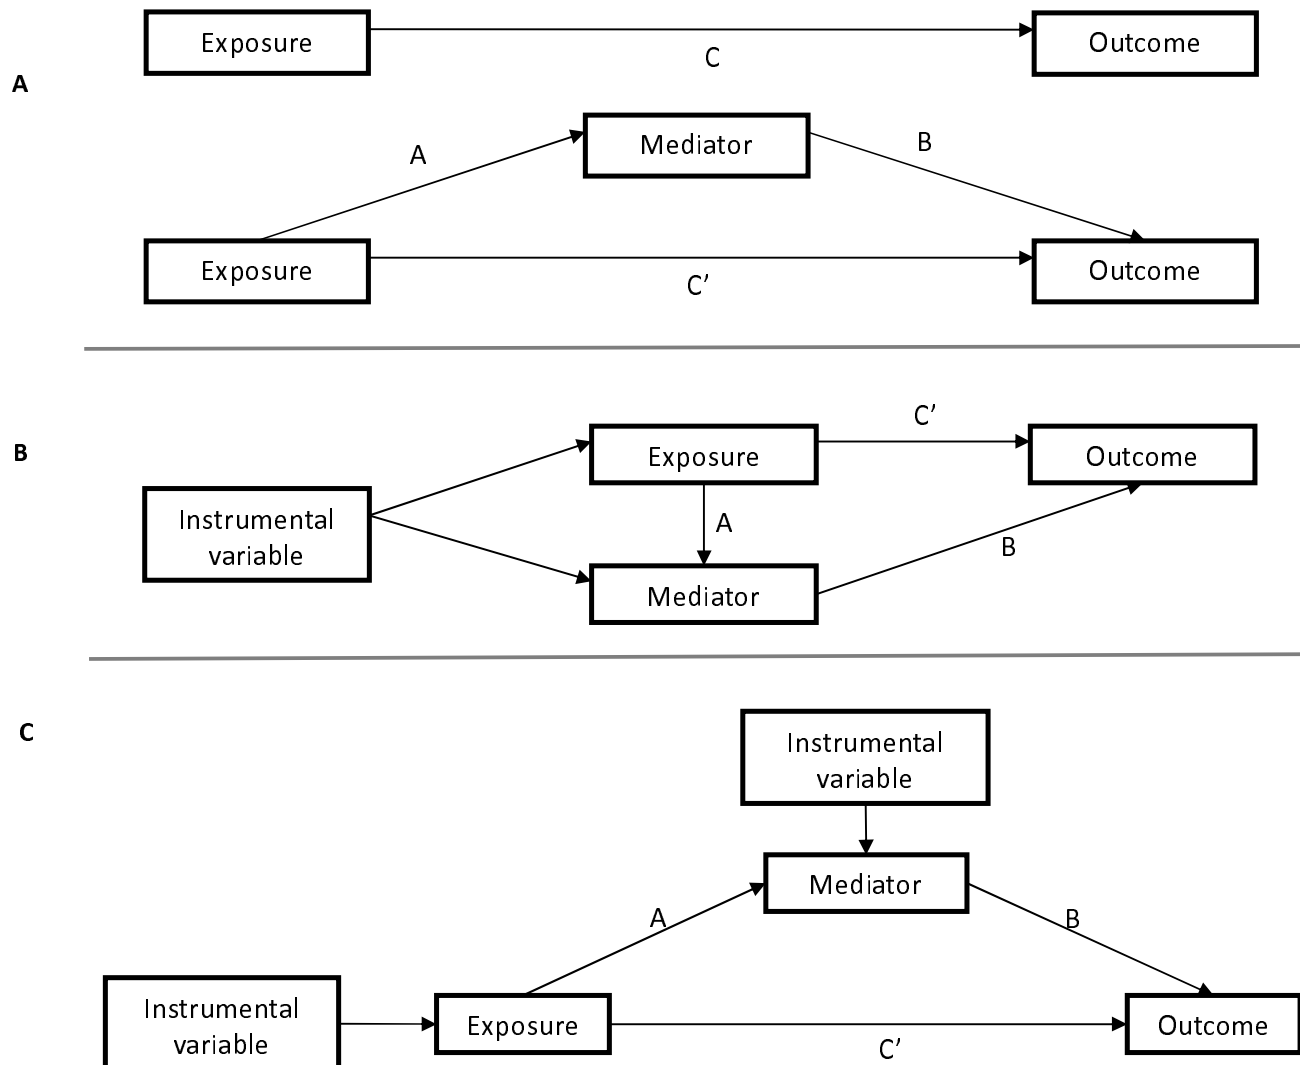 Exposure
Outcome
C
A
Mediator
A
B
Exposure
Outcome
C’
B
C’
Exposure
Outcome
Instrumental
variable
A
B
Mediator
C
Instrumental
variable
Mediator
A
B
Instrumental
variable
Exposure
Outcome
C’